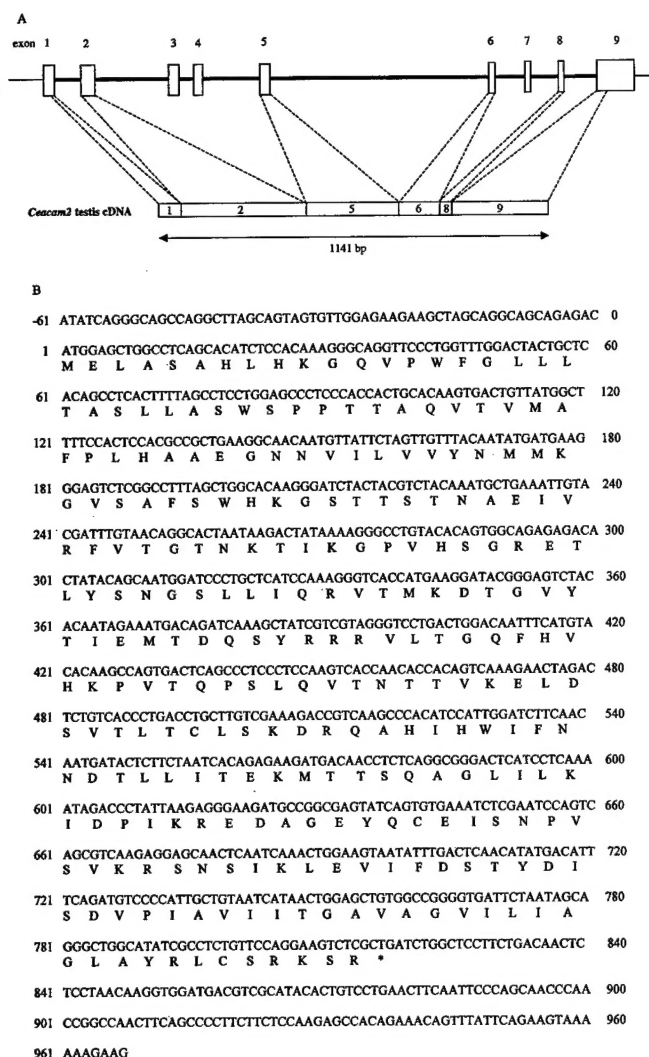 A
exon 1 2 3 4 5 6 7 8 9
Ceacam2 testis cDNA 1 2 5 6 8 9
1141 bp
B
-61 ATATCAGGGCAGCCAGGCTTAGCAGTAGTGTTGGAGAAGAAGCTAGCAGGCAGCAGAGAC 0
1 ATGGAGCTGGCCTCAGCACATCTCCACAAAGGGCAGGTTCCCTGGTTTGGACTACTGCTC 60
M E L A S A H L H K G Q V P W F G L L L
61 ACAGCCTCACTTTTAGCCTCCTGGAGCCCTCCCACCACTGCACAAGTGACTGTTATGGCT 120
T A S L L A S W S P P T T A Q V T V M A
121 TTTCCACTCCACGCCGCTGAAGGCAACAATGTTATTCTAGTTGTTTACAATATGATGAAG 180
F P L H A A E G N N V I L V V Y N M M K
181 GGAGTCTCGGCCTTTAGCTGGCACAAGGGATCTACTACGTCTACAAATGCTGAAATTGTA 240
G V S A F S W H K G S T T S T N A E I V
241 CGATTTGTAACAGGCACTAATAAGACTATAAAAGGGCCTGTACACAGTGGCAGAGAGACA 300
R F V T G T N K T I K G P V H S G R E T
301 CTATACAGCAATGGATCCCTGCTCATCCAAAGGGTCACCATGAAGGATACGGGAGTCTAC 360
L Y S N G S L L I Q R V T M K D T G V Y
361 ACAATAGAAATGACAGATCAAAGCTATCGTCGTAGGGTCCTGACTGGACAATTTCATGTA 420
T I E M T D Q S Y R R R V L T G Q F H V
421 CACAAGCCAGTGACTCAGCCCTCCCTCCAAGTCACCAACACCACAGTCAAAGAACTAGAC 480
H K P V T Q P S L Q V T N T T V K E L D
481 TCTGTCACCCTGACCTGCTTGTCGAAAGACCGTCAAGCCCACATCCATTGGATCTTCAAC 540
S V T L T C L S K D R Q A H I H W I F N
541 AATGATACTCTTCTAATCACAGAGAAGATGACAACCTCTCAGGCGGGACTCATCCTCAAA 600
N D T L L I T E K M T T S Q A G L I L K
601 ATAGACCCTATTAAGAGGGAAGATGCCGGCGAGTATCAGTGTGAAATCTCGAATCCAGTC 660
I D P I K R E D A G E Y Q C E I S N P V
661 AGCGTCAAGAGGAGCAACTCAATCAAACTGGAAGTAATATTTGACTCAACATATGACATT 720
S V K R S N S I K L E V I F D S T Y D I
721 TCAGATGTCCCCATTGCTGTAATCATAACTGGAGCTGTGGCCGGGGTGATTCTAATAGCA 780
S D V P I A V I I T G A V A G V I L I A
781 GGGCTGGCATATCGCCTCTGTTCCAGGAAGTCTCGCTGATCTGGCTCCTTCTGACAACTC 840
G L A Y R L C S R K S R *
841 TCCTAACAAGGTGGATGACGTCGCATACACTGTCCTGAACTTCAATTCCCAGCAACCCAA 900
901 CCGGCCAACTTCAGCCCCTTCTTCTCCAAGAGCCACAGAAACAGTTTATTCAGAAGTAAA 960
961 AAAGAAG